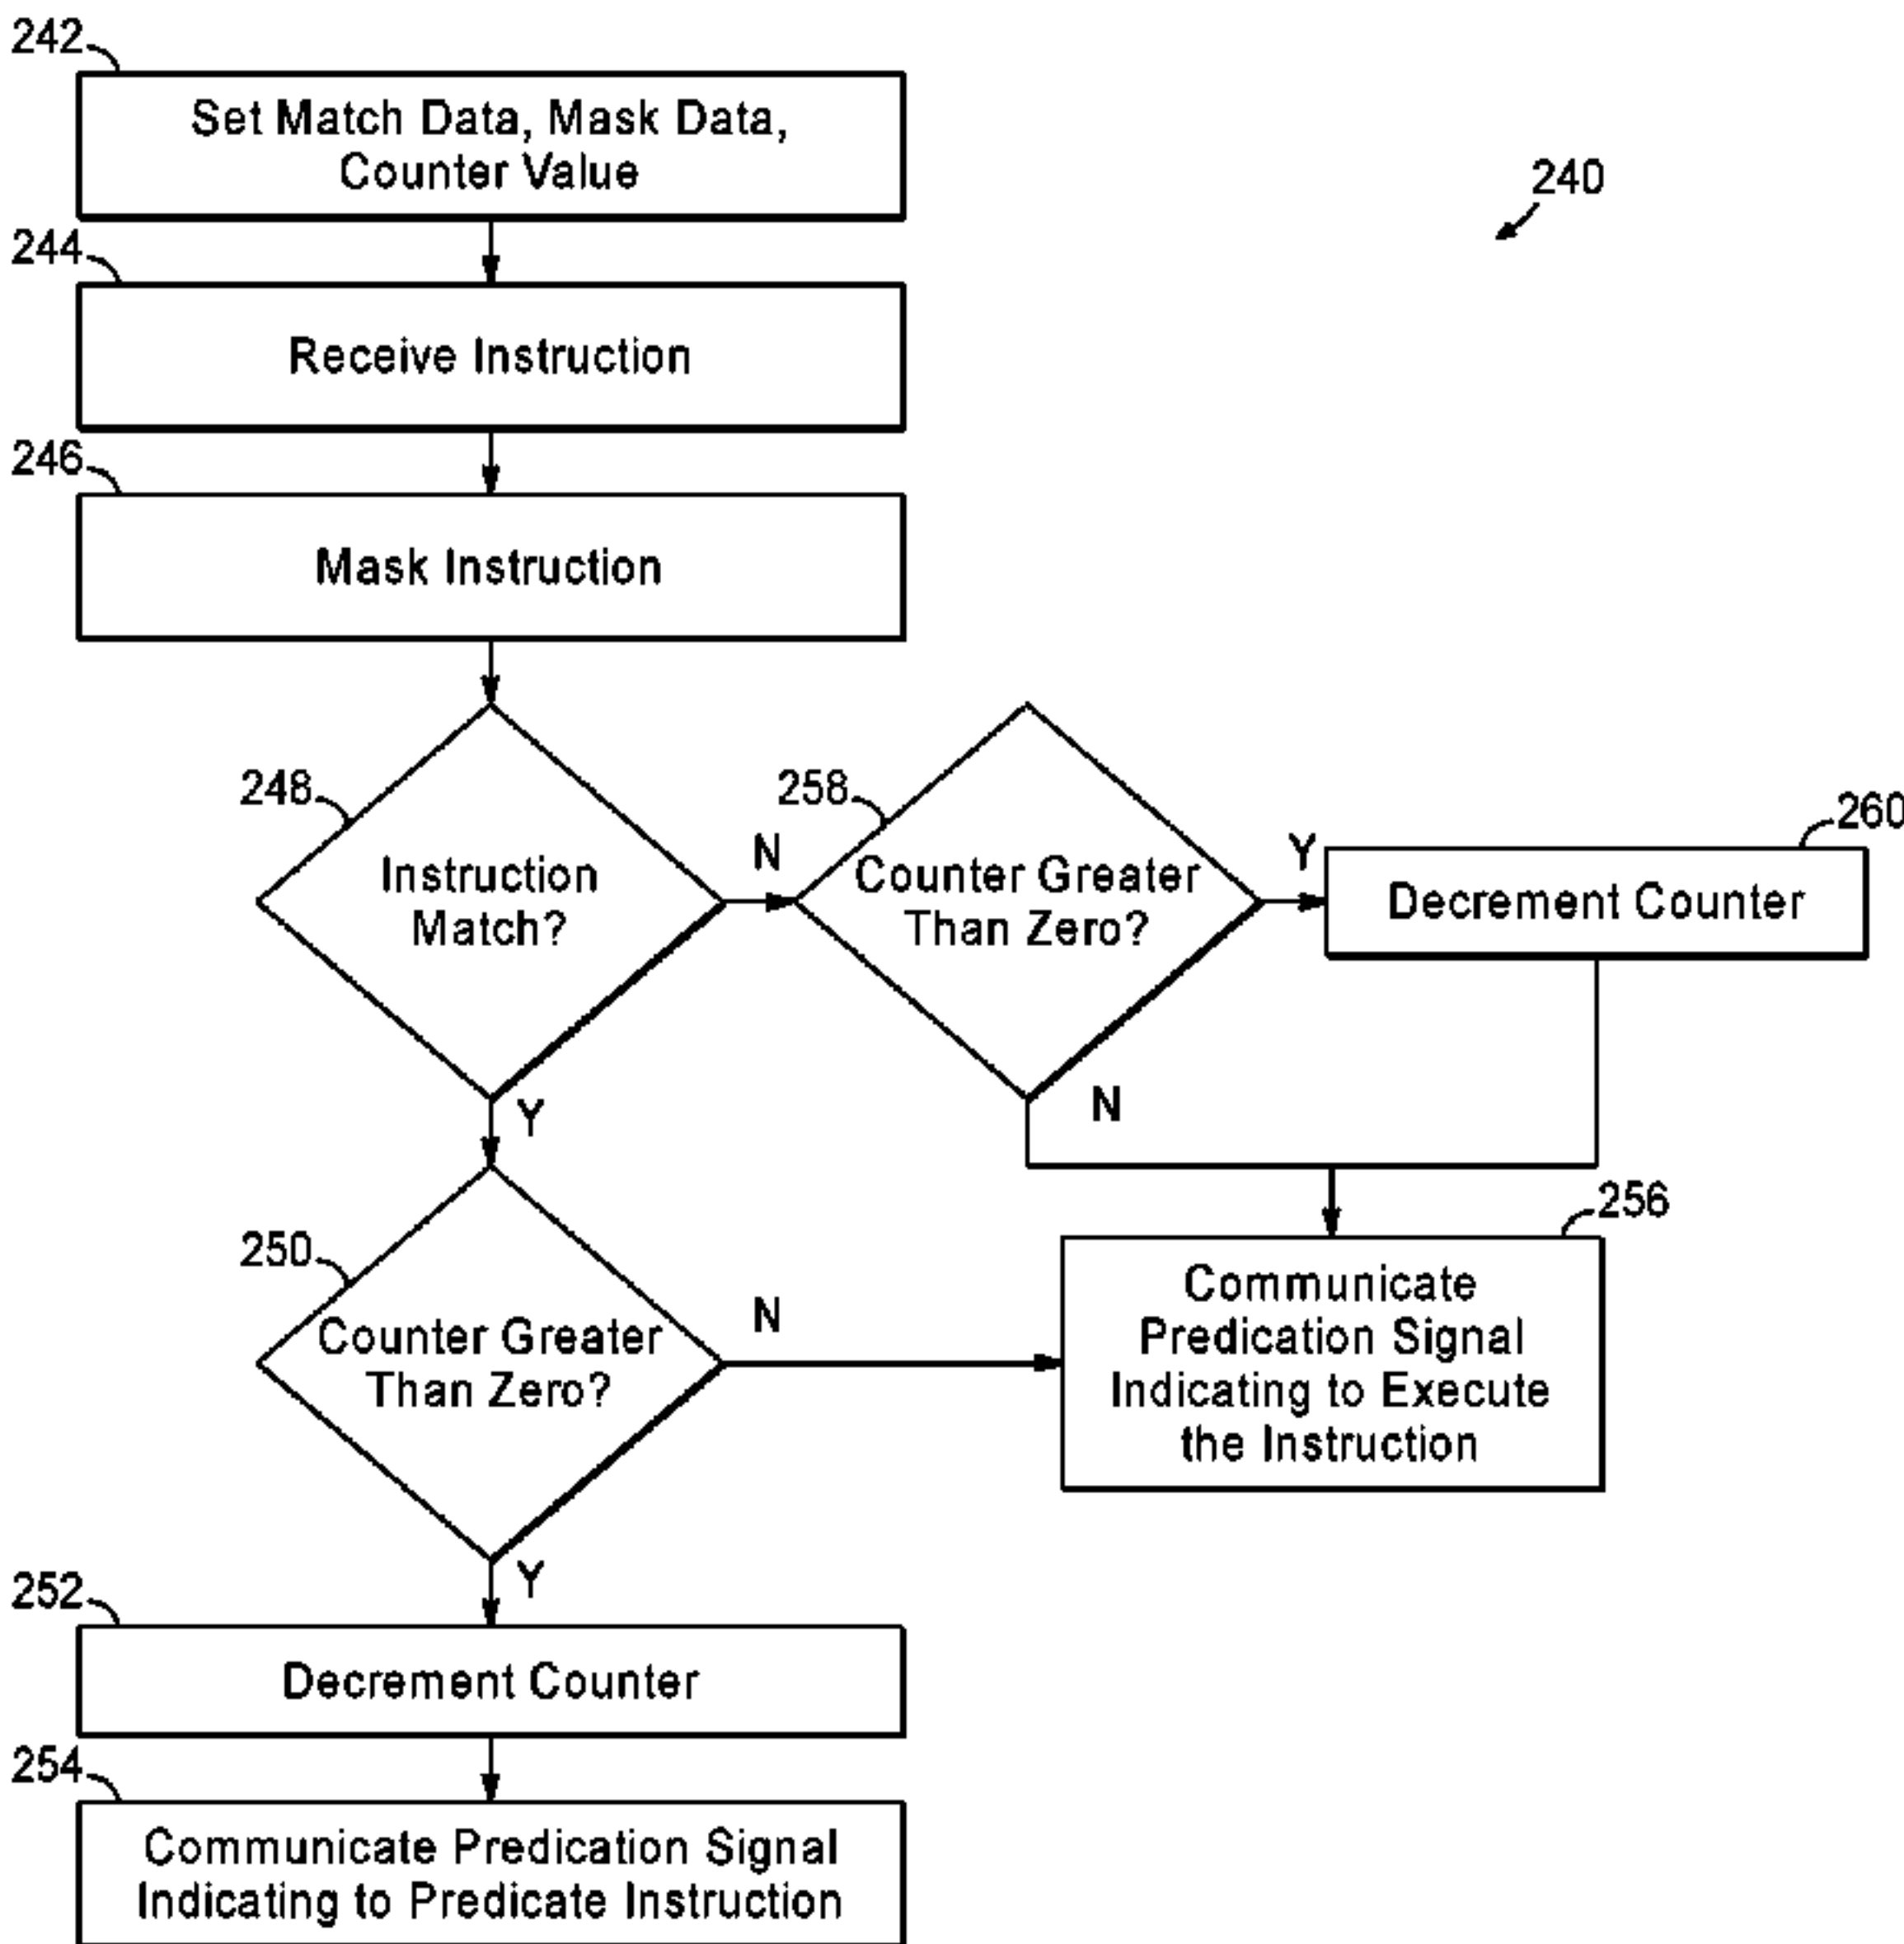 242
Set Match Data, Mask Data,
Counter Value
240
244
Receive Instruction
246
Mask Instruction
248
Instruction
Match?
N
Y
258
Counter Greater
Than Zero?
Y
N
260
Decrement Counter
250
Counter Greater
Than Zero?
N
Y
256
Communicate
Predication Signal
Indicating to Execute
the Instruction
252
Decrement Counter
254
Communicate Predication Signal
Indicating to Predicate Instruction